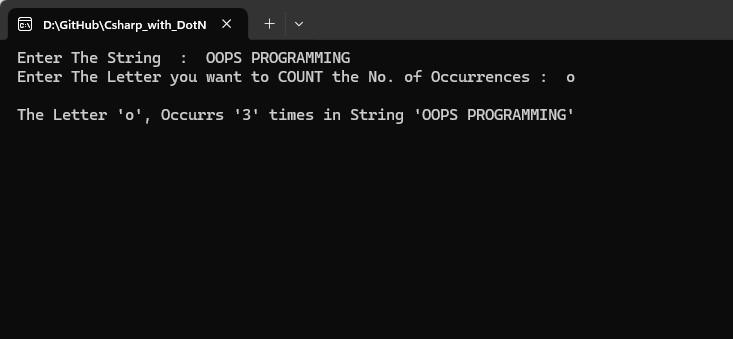 D:\GitHub\Csharp_with_DotN
Enter The String  :  OOPS PROGRAMMING
Enter The Letter you want to COUNT the No. of Occurrences :  o
The Letter 'o', Occurrs '3' times in String 'OOPS PROGRAMMING'